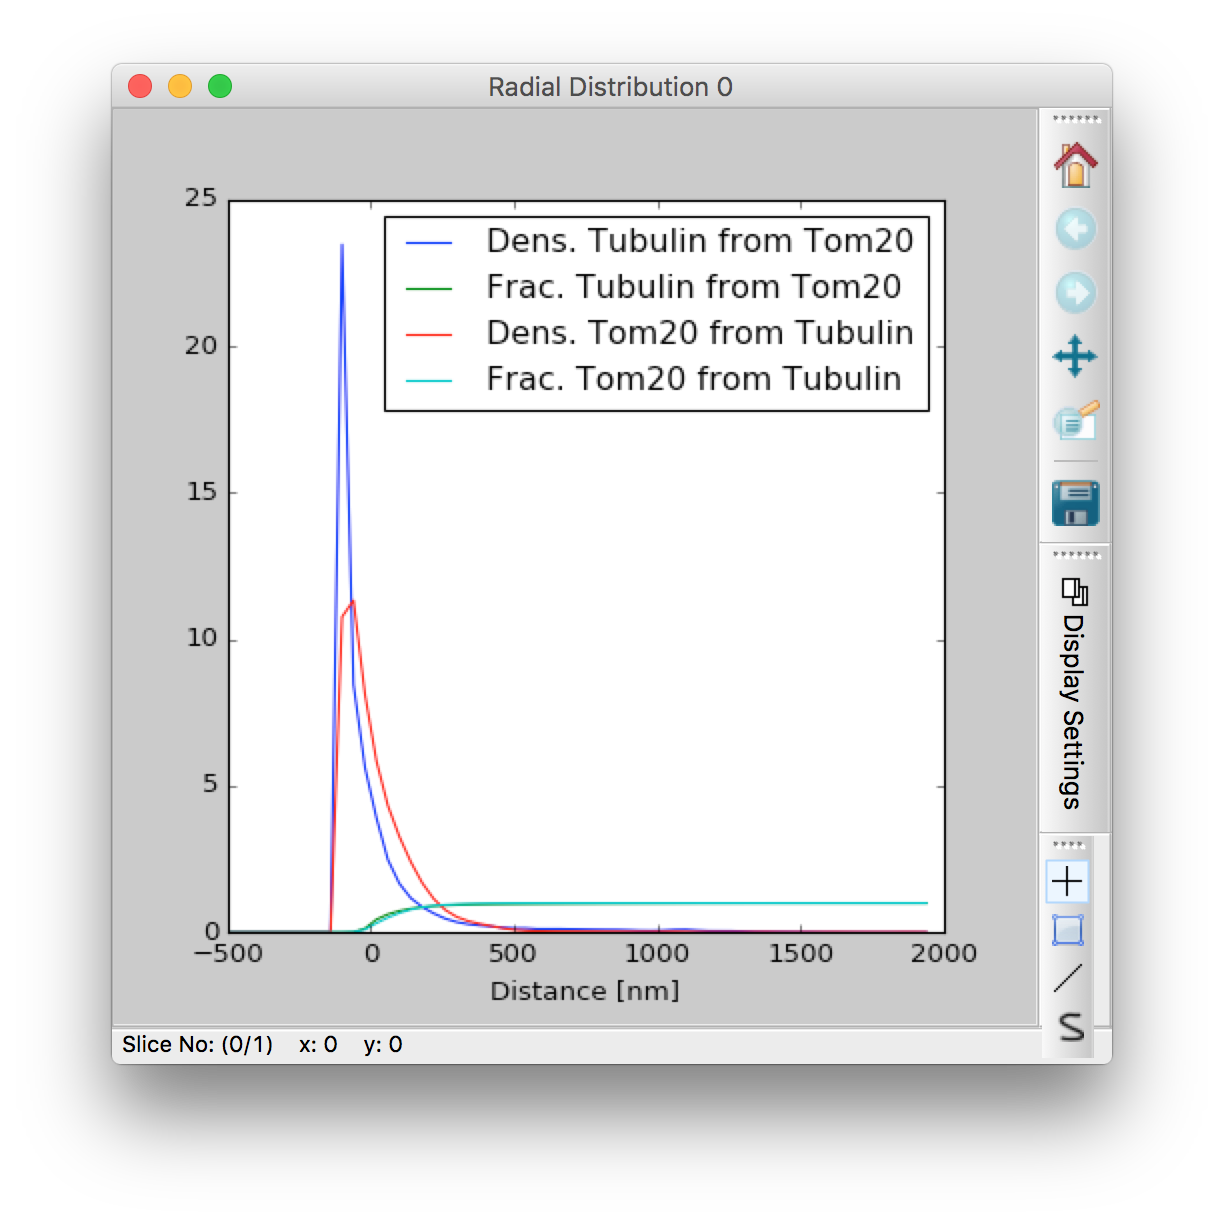 Radial Distribution 0
25
20
15
10
5
0
Dens. Tubulin from Tom20
Frac. Tubulin from Tom20
Dens. Tom20 from Tubulin
Frac. Tom20 from Tubulin
−500 0 500 1000 1500 2000
Distance [nm]
Display Settings
Slice No: (0/1) x: 0 y: 0